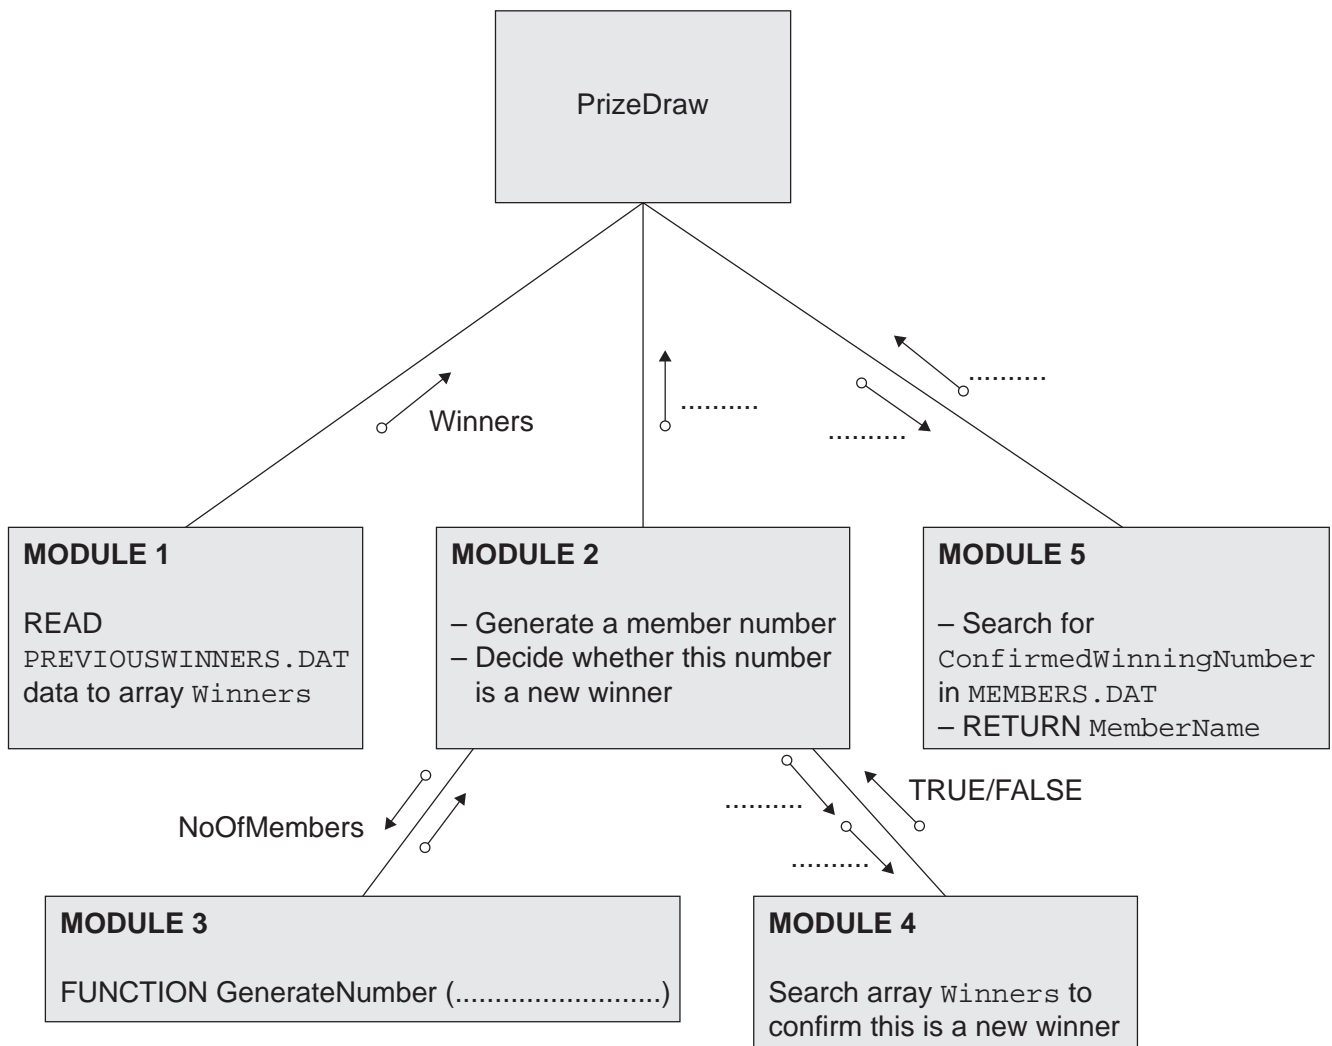 PrizeDraw
Winners
..........
..........
..........
MODULE 1
READ
PREVIOUSWINNERS.DAT
data to array Winners
MODULE 2
– Generate a member number
– Decide whether this number
is a new winner
MODULE 5
– Search for
ConfirmedWinningNumber
in MEMBERS.DAT
– RETURN MemberName
NoOfMembers
..........
TRUE/FALSE
..........
MODULE 3
FUNCTION GenerateNumber (..........................)
MODULE 4
Search array Winners to
confirm this is a new winner